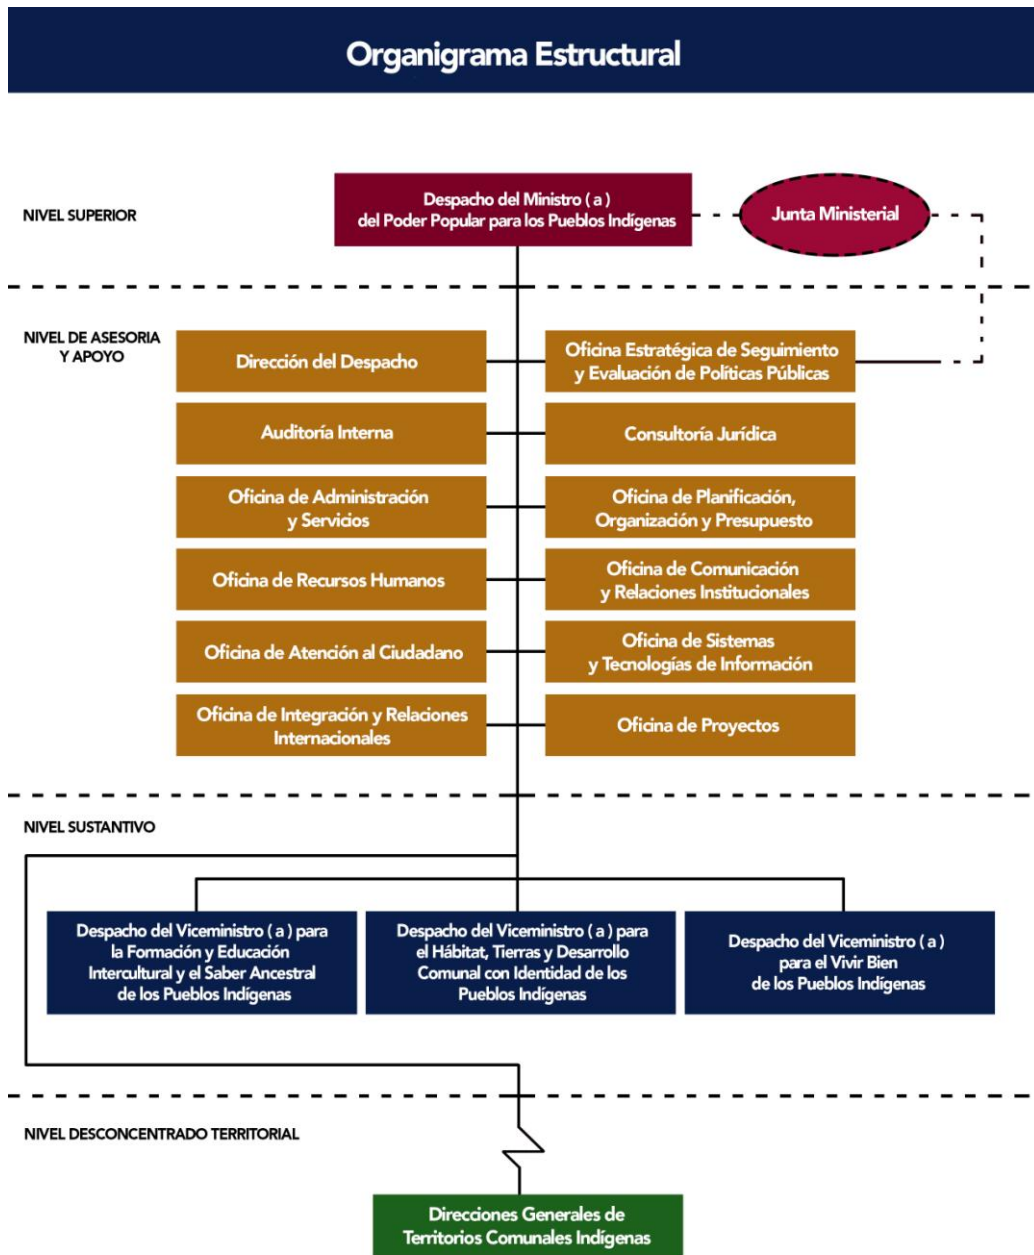 Organigrama Estructural
NIVEL SUPERIOR
Despacho del Ministro ( a )
del Poder Popular para los Pueblos Indígenas
Junta Ministerial
NIVEL DE ASESORIA
Y APOYO
Dirección del Despacho
Oficina Estratégica de Seguimiento
y Evaluación de Políticas Públicas
Auditoría Interna
Consultoría Jurídica
Oficina de Administración
y Servicios
Oficina de Planificación,
Organización y Presupuesto
Oficina de Recursos Humanos
Oficina de Comunicación
y Relaciones Institucionales
Oficina de Atención al Ciudadano
Oficina de Sistemas
y Tecnologías de Información
Oficina de Integración y Relaciones
Internacionales
Oficina de Proyectos
NIVEL SUSTANTIVO
Despacho del Viceministro ( a ) para
la Formación y Educación
Intercultural y el Saber Ancestral
de los Pueblos Indígenas
Despacho del Viceministro ( a ) para
el Hábitat, Tierras y Desarrollo
Comunal con Identidad de los
Pueblos Indígenas
Despacho del Viceministro ( a )
para el Vivir Bien
de los Pueblos Indígenas
NIVEL DESCONCENTRADO TERRITORIAL
Direcciones Generales de
Territorios Comunales Indígenas